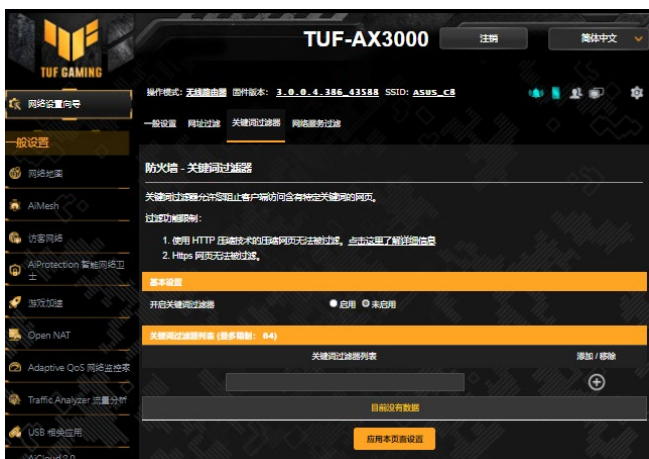 TUF-AX3000
注销
简体中文
TUF GAMING
操作模式: 无线路由器 固件版本: 3.0.0.4.386_43588 SSID: ASUS_C8
网络设置向导
一般设置 网址过滤 关键词过滤器 网络服务过滤
一般设置
网络地图
AiMesh
访客网络
AiProtection 智能网络卫士
游戏加速
Open NAT
Adaptive QoS 网络监控家
Traffic Analyzer 流量分析
USB 相关应用
AiCloud 2.0
防火墙 - 关键词过滤器
关键词过滤器允许您阻止客户端访问含有特定关键词的网页。
过滤功能限制:
1. 使用 HTTP 压缩技术的压缩网页无法被过滤。点击这里了解详细信息
2. Https 网页无法被过滤。
基本设置
开启关键词过滤器 启用 未启用
关键词过滤器列表 (最多限制: 64)
关键词过滤器列表 添加 / 移除
目前没有数据
应用本页面设置